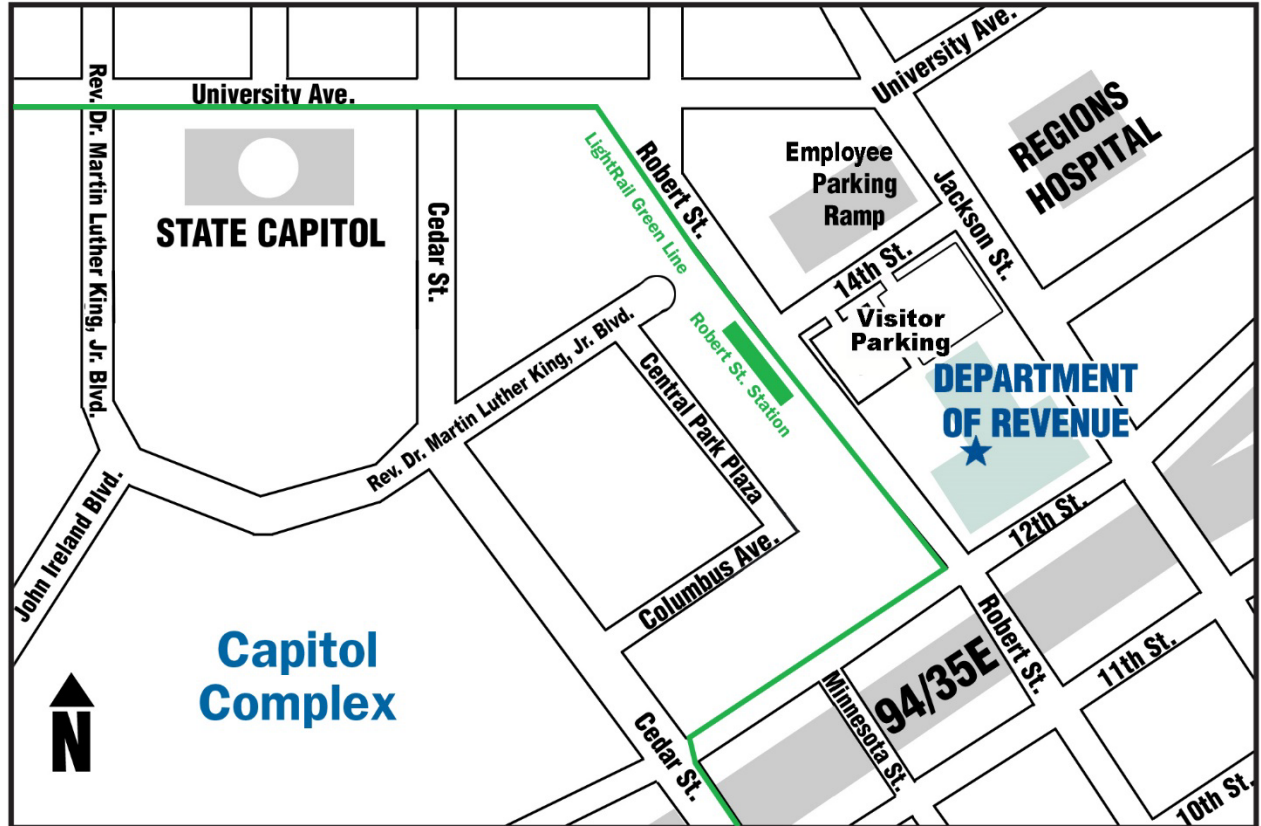 Rev. Dr. Martin Luther King, Jr. Blvd.
University Ave.
University Ave.
STATE CAPITOL
Cedar St.
LightRail Green Line
Robert St.
Employee
Parking
Ramp
Jackson St.
REGIONS
HOSPITAL
14th St.
Visitor
Parking
Rev. Dr. Martin Luther King, Jr. Blvd.
Central Park Plaza
Robert St. Station
DEPARTMENT
OF REVENUE
John Ireland Blvd.
Columbus Ave.
12th St.
Capitol
Complex
N
Cedar St.
Minnesota St.
94/35E
Robert St.
11th St.
10th St.